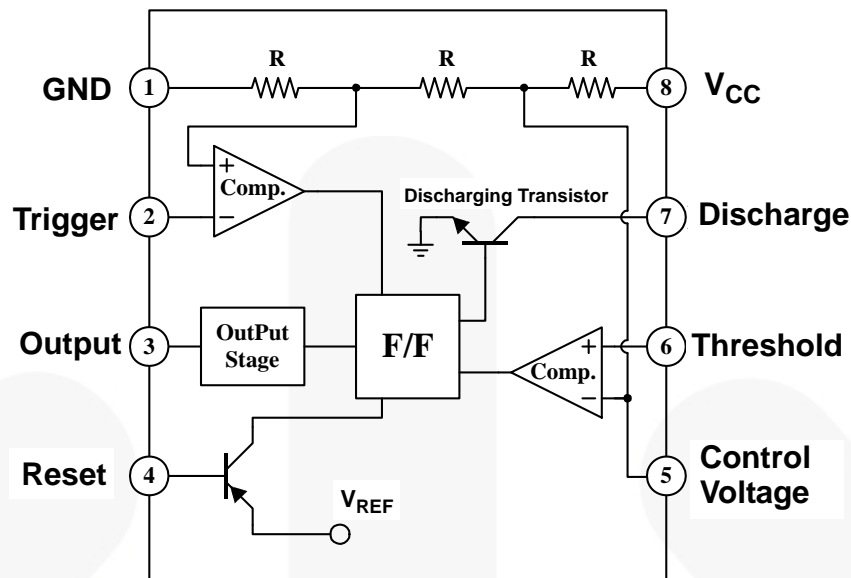 R R R
GND 1 8 VCC
+
Comp.
−
Discharging Transistor
Trigger 2 7 Discharge
Output 3 OutPut
Stage
F/F
+
Comp.
−
6 Threshold
Reset 4
VREF
5 Control
Voltage